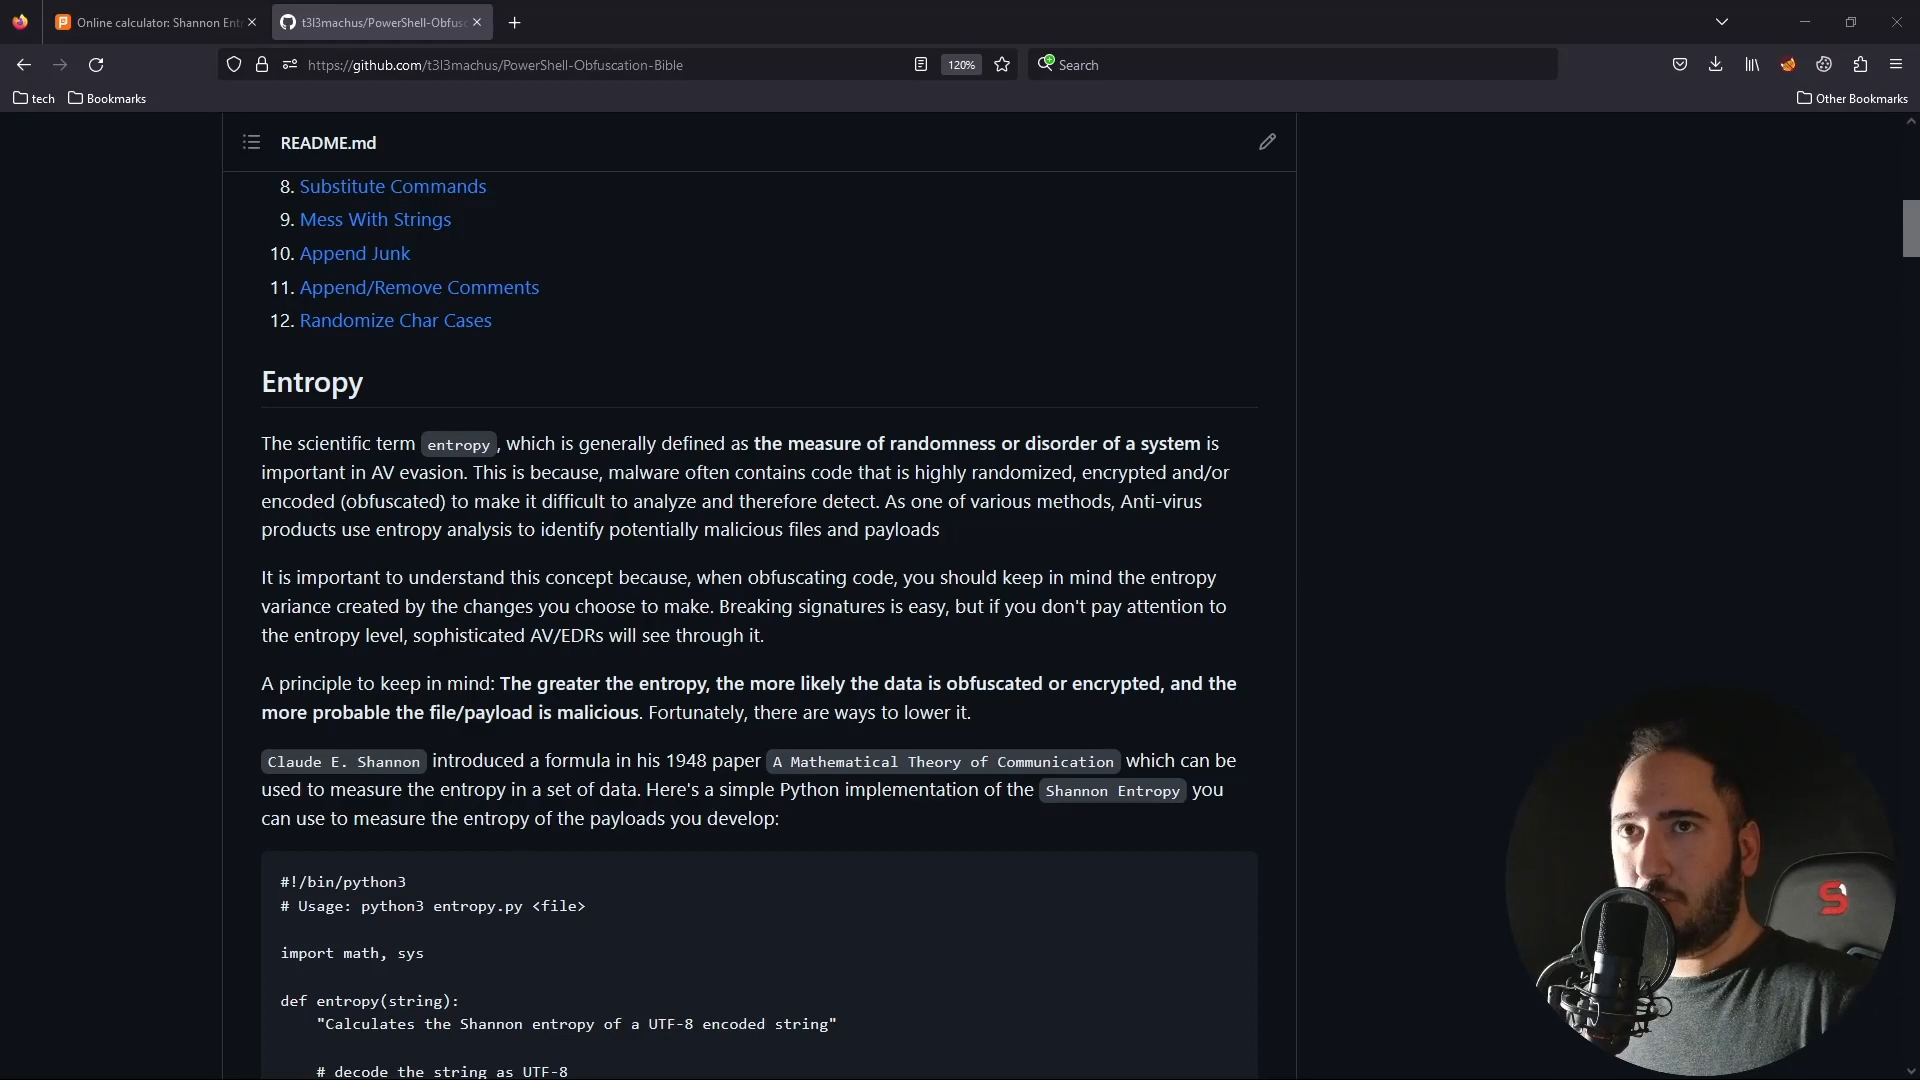 Online calculator: Shannon Ent
t3l3machus/PowerShell-Obfusc
https://github.com/t3l3machus/PowerShell-Obfuscation-Bible
120%
Search
tech
Bookmarks
Other Bookmarks
README.md
8. Substitute Commands
9. Mess With Strings
10. Append Junk
11. Append/Remove Comments
12. Randomize Char Cases
Entropy
The scientific term entropy, which is generally defined as the measure of randomness or disorder of a system is
important in AV evasion. This is because, malware often contains code that is highly randomized, encrypted and/or
encoded (obfuscated) to make it difficult to analyze and therefore detect. As one of various methods, Anti-virus
products use entropy analysis to identify potentially malicious files and payloads
It is important to understand this concept because, when obfuscating code, you should keep in mind the entropy
variance created by the changes you choose to make. Breaking signatures is easy, but if you don't pay attention to
the entropy level, sophisticated AV/EDRs will see through it.
A principle to keep in mind: The greater the entropy, the more likely the data is obfuscated or encrypted, and the
more probable the file/payload is malicious. Fortunately, there are ways to lower it.
Claude E. Shannon introduced a formula in his 1948 paper A Mathematical Theory of Communication which can be
used to measure the entropy in a set of data. Here's a simple Python implementation of the Shannon Entropy you
can use to measure the entropy of the payloads you develop:
#!/bin/python3
# Usage: python3 entropy.py <file>
import math, sys
def entropy(string):
"Calculates the Shannon entropy of a UTF-8 encoded string"
# decode the string as UTF-8